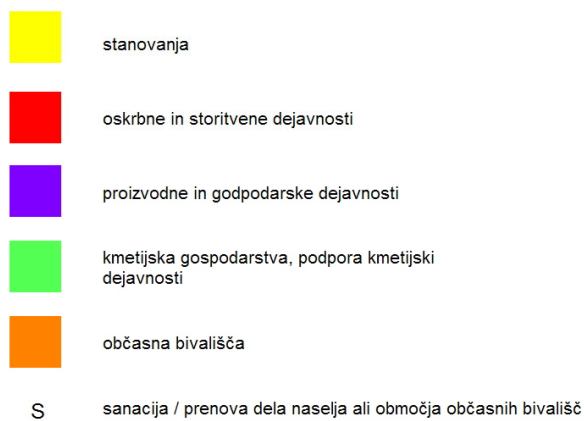 stanovanja
oskrbne in storitvene dejavnosti
proizvodne in godpodarske dejavnosti
kmetijska gospodarstva, podpora kmetijski
dejavnosti
občasna bivališča
S sanacija / prenova dela naselja ali območja občasnih bivališč